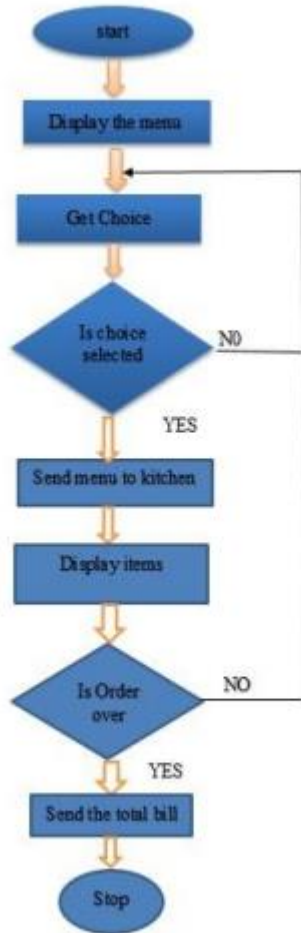 start
Display the menu
Get Choice
Is choice
selected
N0
YES
Send menu to kitchen
Display items
Is Order
over
NO
YES
Send the total bill
Stop